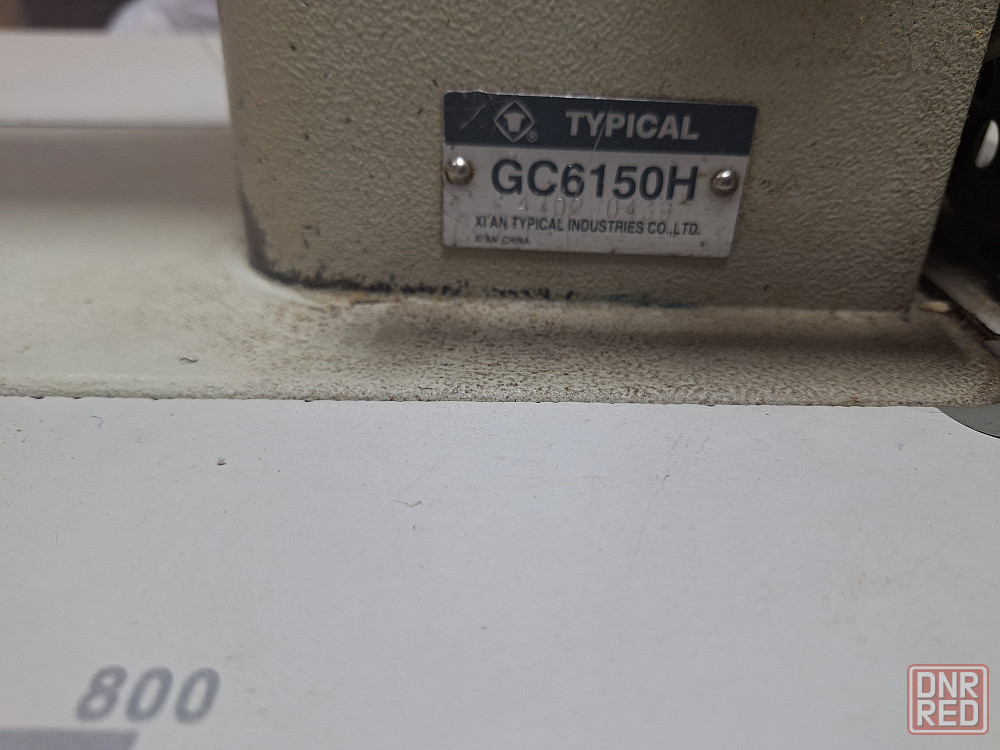 ® TYPICAL
GC6150H
XI'AN TYPICAL INDUSTRIES CO.,LTD.
XI'AN CHINA
800
DNR
RED